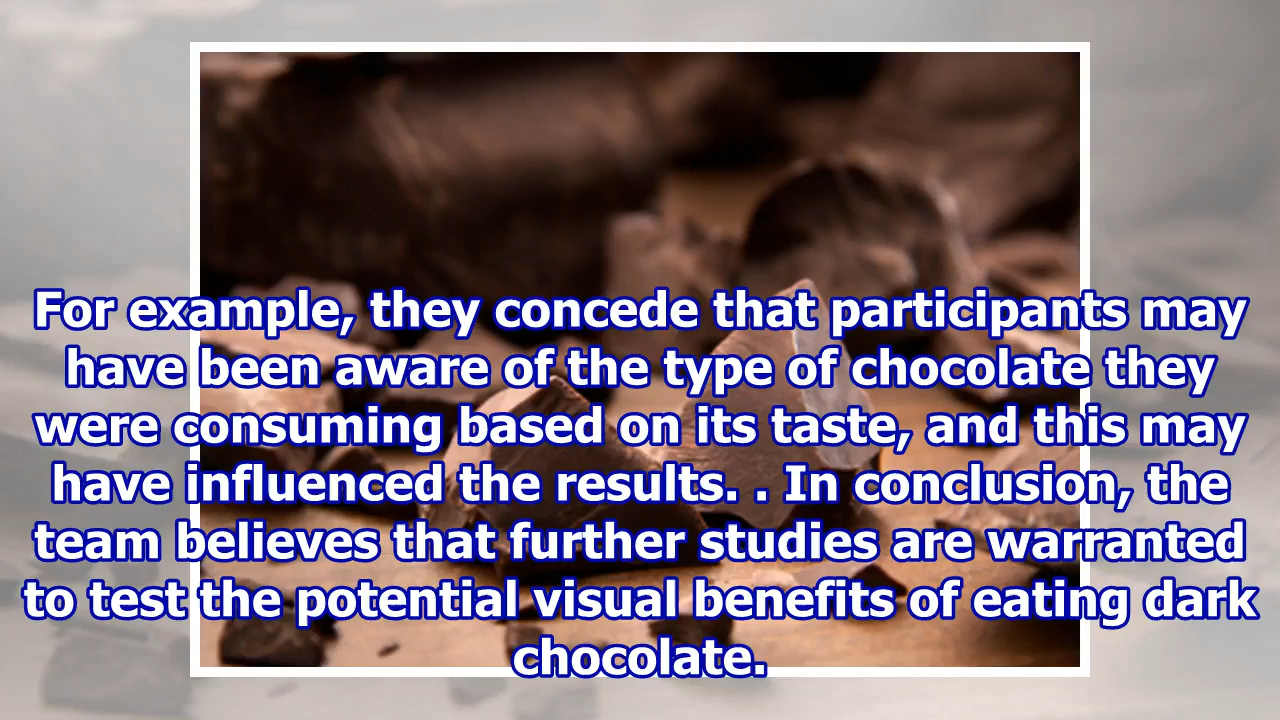 For example, they concede that participants may
have been aware of the type of chocolate they
were consuming based on its taste, and this may
have influenced the results. . In conclusion, the
team believes that further studies are warranted
to test the potential visual benefits of eating dark
chocolate.